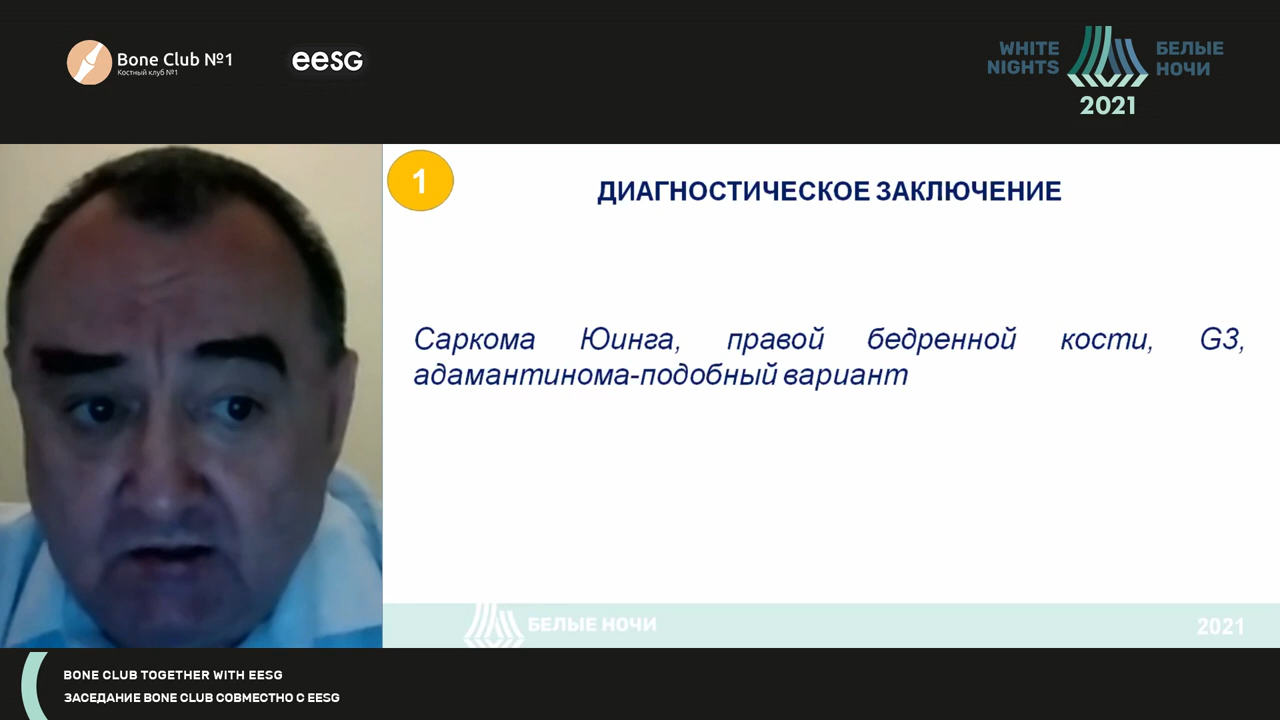 Bone Club №1
Костный клуб №1
eesg
WHITE NIGHTS
БЕЛЫЕ НОЧИ
2021
1
ДИАГНОСТИЧЕСКОЕ ЗАКЛЮЧЕНИЕ
Саркома Юинга, правой бедренной кости, G3,
адамантинома-подобный вариант
БЕЛЫЕ НОЧИ
2021
BONE CLUB TOGETHER WITH EESG
ЗАСЕДАНИЕ BONE CLUB СОВМЕСТНО С EESG